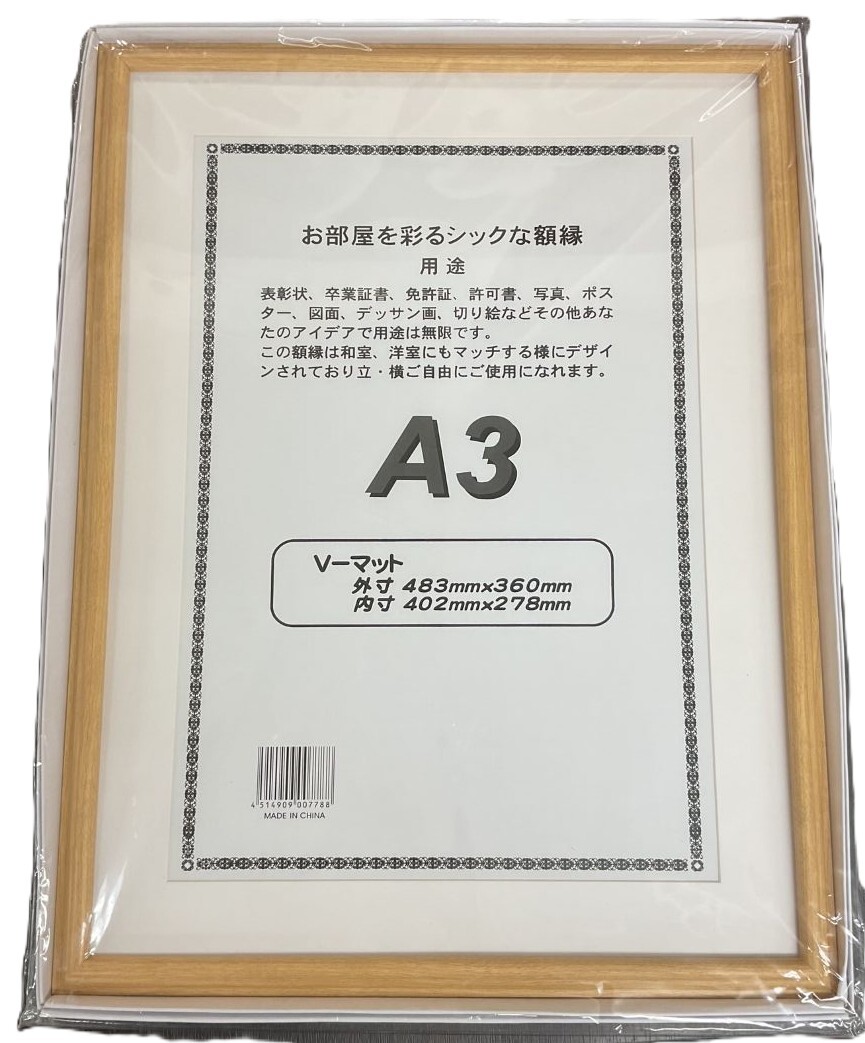 お部屋を彩るシックな額縁
用途
表彰状、卒業証書、免許証、許可書、写真、ポス
ター、図面、デッサン画、切り絵などその他あな
たのアイデアで用途は無限です。
この額縁は和室、洋室にもマッチする様にデザイ
ンされており立・横ご自由にご使用になれます。
A3
Vーマット
外寸 483mmx360mm
内寸 402mmx278mm
4 514909 007788
MADE IN CHINA